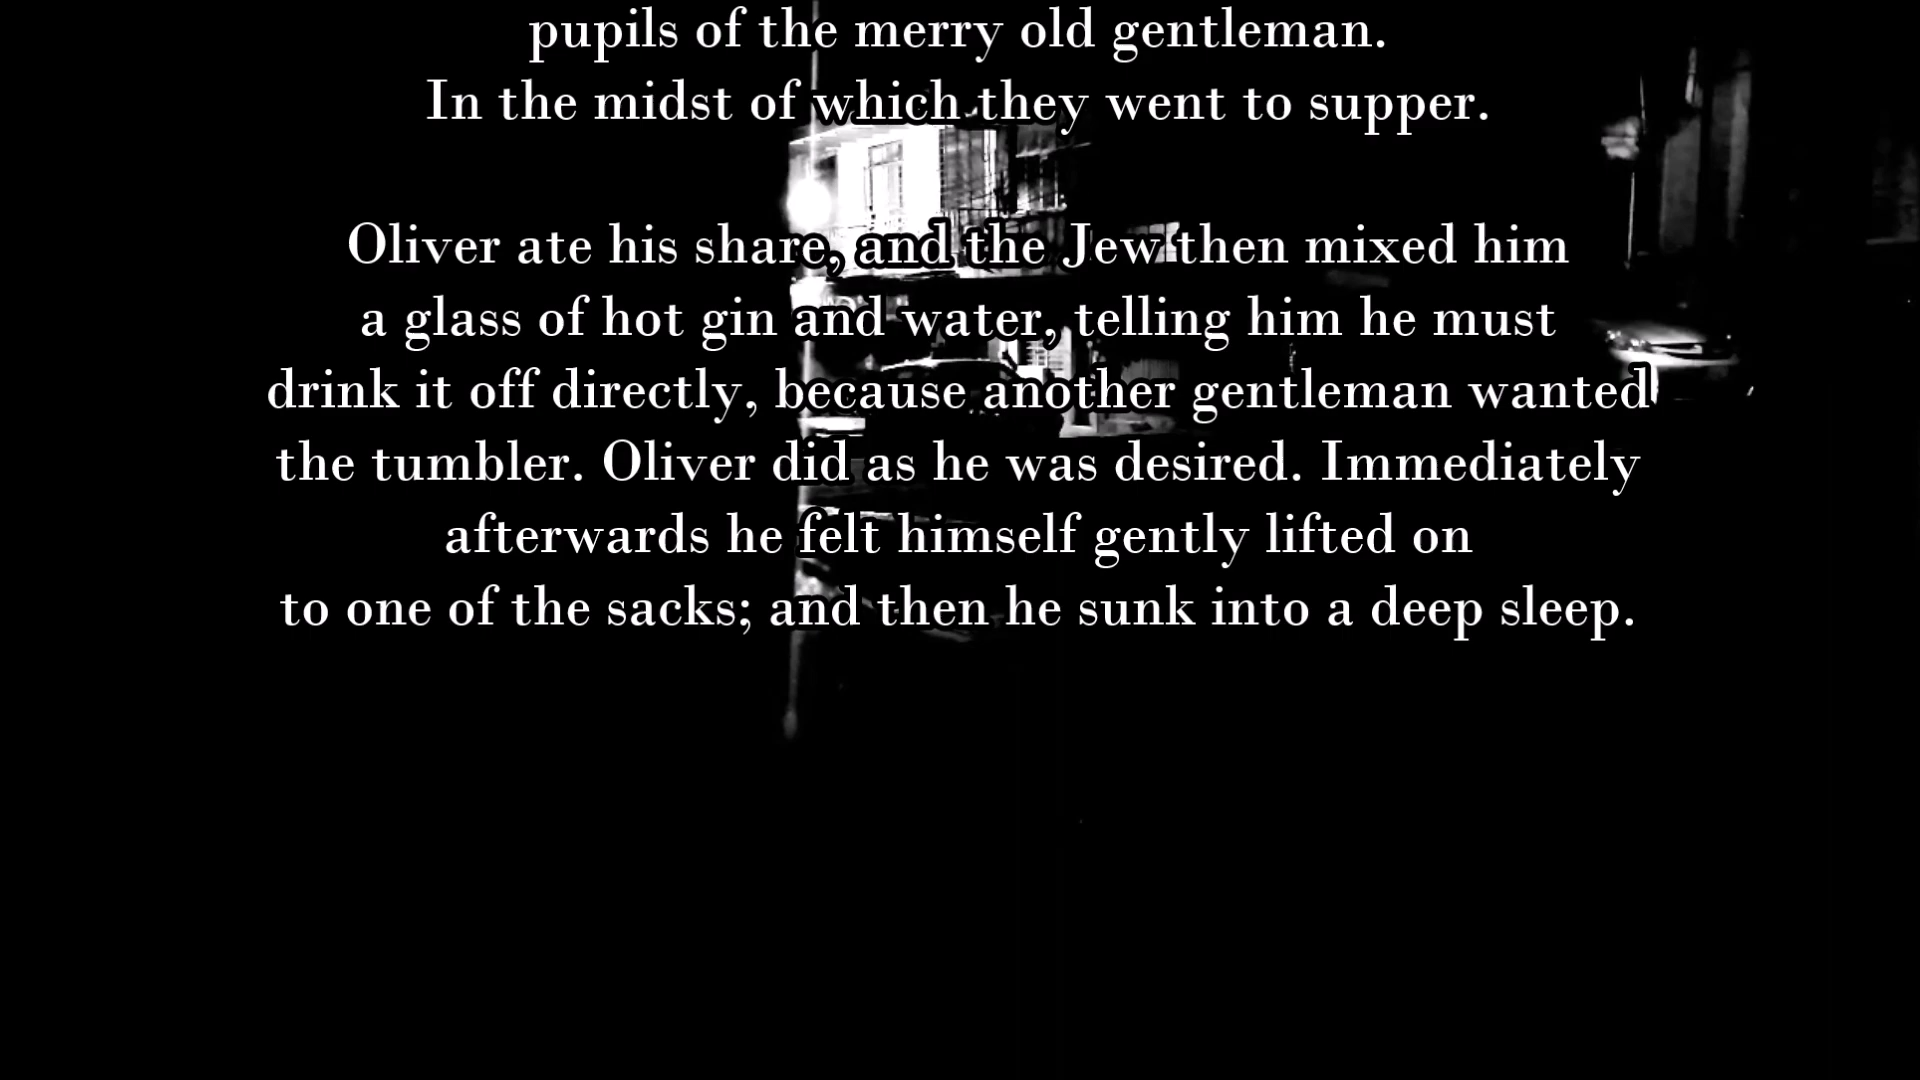 pupils of the merry old gentleman.
In the midst of which they went to supper.
Oliver ate his share, and the Jew then mixed him
a glass of hot gin and water, telling him he must
drink it off directly, because another gentleman wanted
the tumbler. Oliver did as he was desired. Immediately
afterwards he felt himself gently lifted on
to one of the sacks; and then he sunk into a deep sleep.